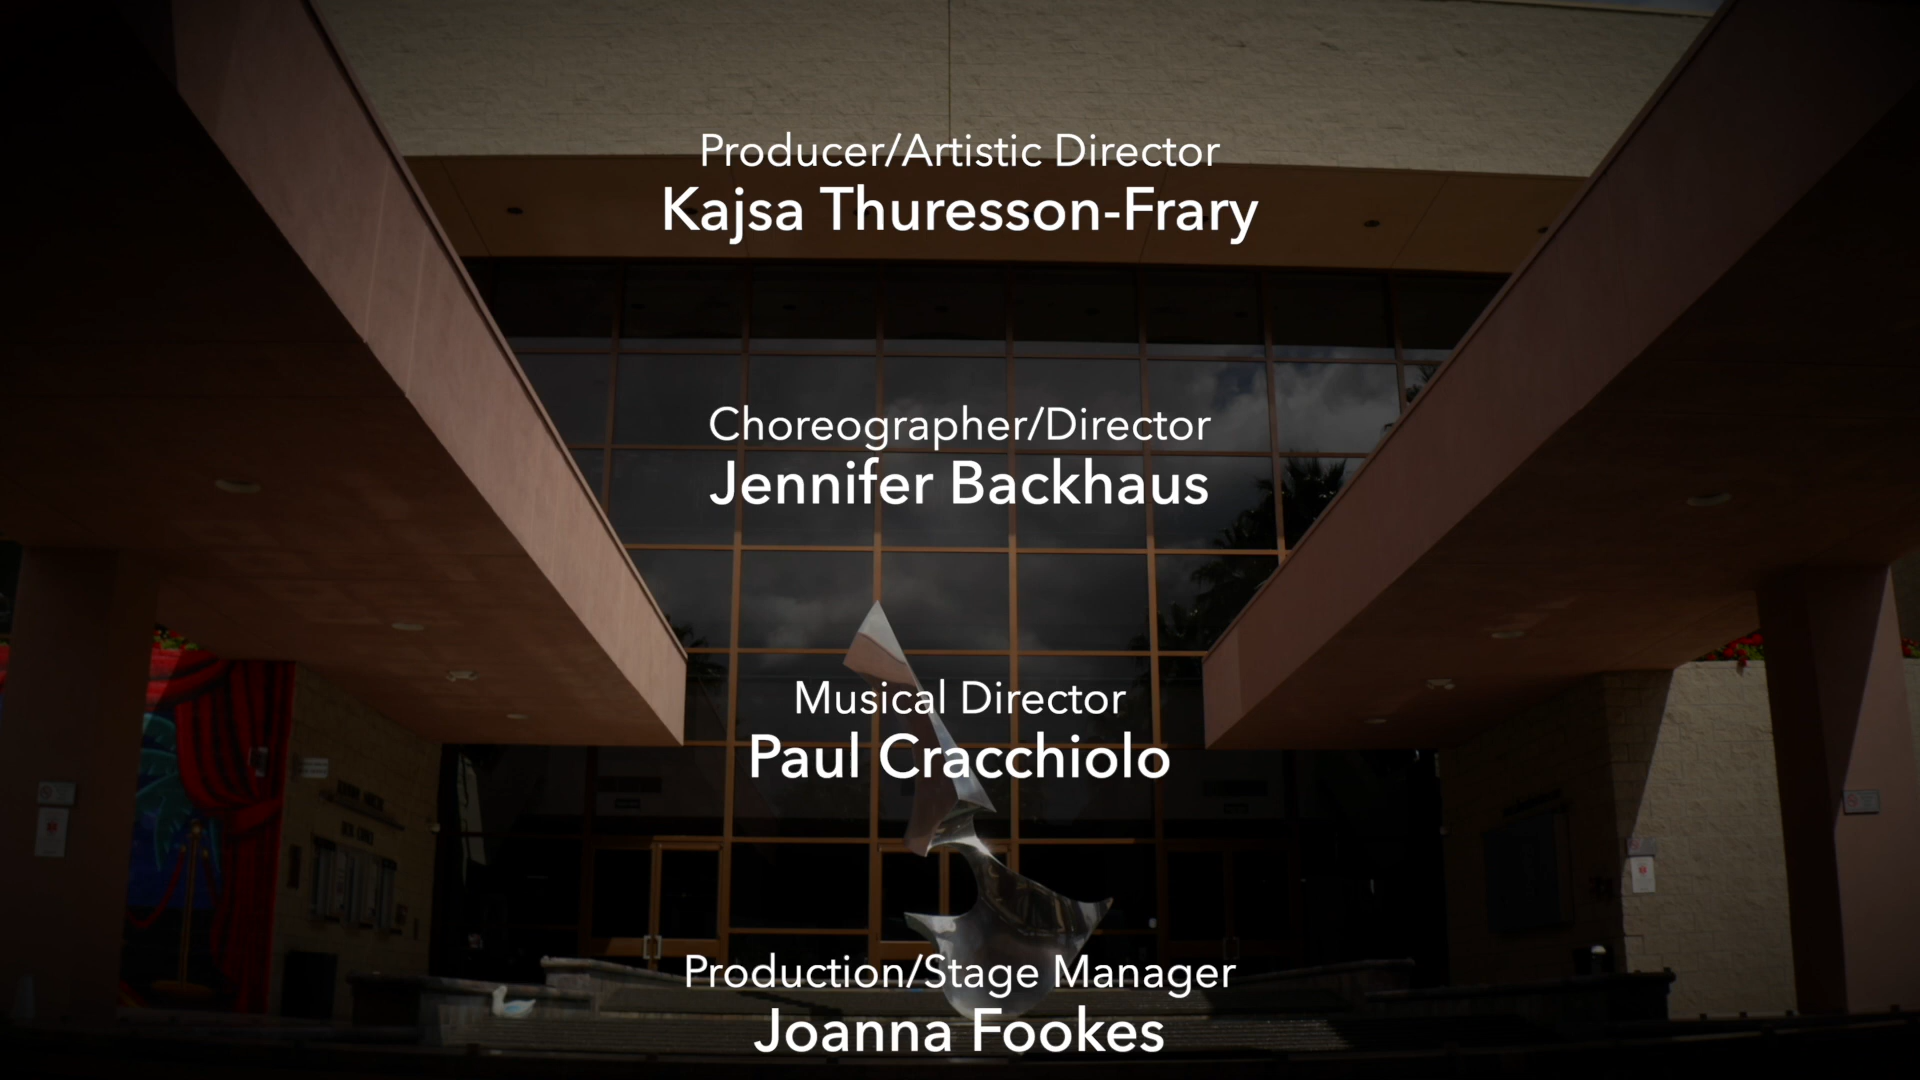 Producer/Artistic Director
Kajsa Thuresson-Frary
Choreographer/Director
Jennifer Backhaus
Musical Director
Paul Cracchiolo
Production/Stage Manager
Joanna Fookes